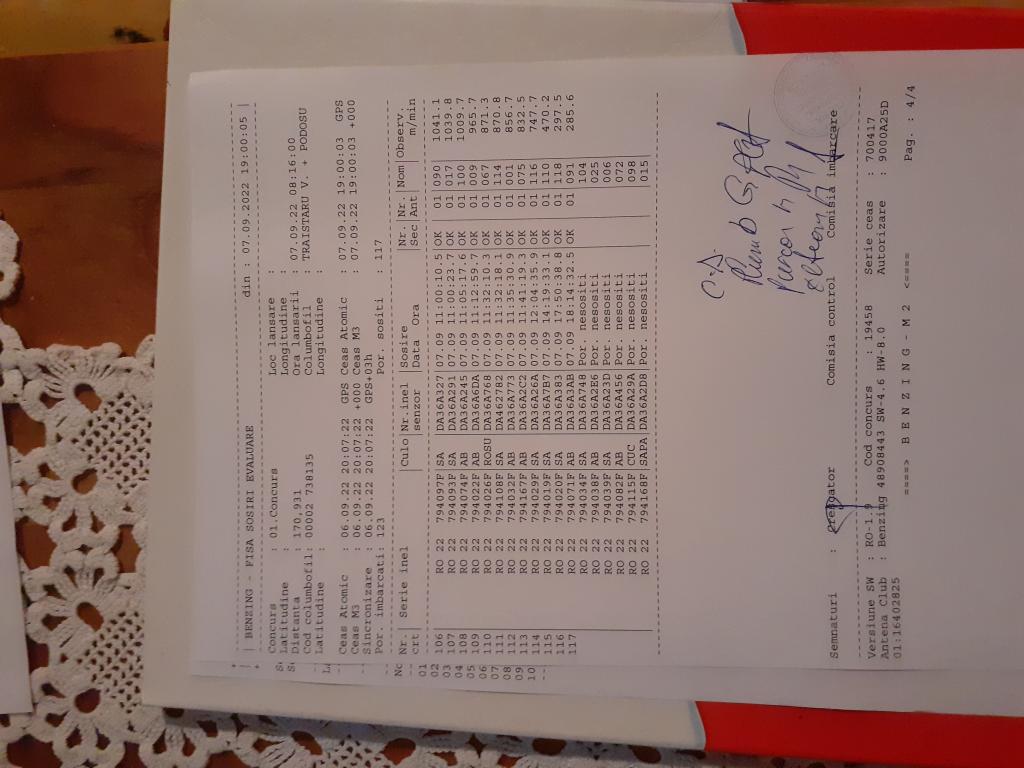 | BENZING - FISA SOSIRI EVALUARE din : 07.09.2022 19:00:05 |
Concurs : 01.Concurs Loc lansare :
Latitudine : Longitudine :
Distanta : 170,931 Ora lansarii : 07.09.22 08:16:00
Cod columbofil: 00002 738135 Columbofil : TRAISTARU V. + PODOSU
Latitudine : Longitudine :
Ceas Atomic : 06.09.22 20:07:22 GPS Ceas Atomic : 07.09.22 19:00:03 GPS
Ceas M3 : 06.09.22 20:07:22 +000 Ceas M3 : 07.09.22 19:00:03 +000
Sincronizare : 06.09.22 20:07:22 GPS+03h
Por. imbarcati: 123 Por. sositi : 117
Nr. | Serie inel |Culo|Nr.inel |Sosire |Nr. |Nr. |Nom |Observ.
crt | | |senzor |Data Ora |Sec |Ant | | m/min
106 | RO 22 794097F |SA |DA36A327 |07.09 11:00:10.5 |OK |01 |090 | 1041.1
107 | RO 22 794093F |SA |DA36A291 |07.09 11:00:23.7 |OK |01 |017 | 1039.8
108 | RO 22 794074F |AB |DA36A245 |07.09 11:05:17.6 |OK |01 |100 | 1009.7
109 | RO 22 794022F |AB |DA36A6DA |07.09 11:12:59.7 |OK |01 |009 | 965.7
110 | RO 22 794026F |ROSU|DA36A768 |07.09 11:32:10.3 |OK |01 |067 | 871.3
111 | RO 22 794108F |SA |DA462782 |07.09 11:32:18.1 |OK |01 |114 | 870.8
112 | RO 22 794032F |AB |DA36A773 |07.09 11:35:30.9 |OK |01 |001 | 856.7
113 | RO 22 794167F |AB |DA36A2C2 |07.09 11:41:19.3 |OK |01 |075 | 832.5
114 | RO 22 794029F |SA |DA36A26A |07.09 12:04:35.9 |OK |01 |116 | 747.7
115 | RO 22 794019F |SA |DA36A7B7 |07.09 14:19:33.1 |OK |01 |110 | 470.2
116 | RO 22 794020F |SA |DA36A383 |07.09 17:50:38.8 |OK |01 |118 | 297.5
117 | RO 22 794071F |AB |DA36A3AB |07.09 18:14:32.5 |OK |01 |091 | 285.6
RO 22 794034F |SA |DA36A748 |Por. nesositi | | |104 |
RO 22 794038F |AB |DA36A2E6 |Por. nesositi | | |025 |
RO 22 794039F |SA |DA36A23D |Por. nesositi | | |006 |
RO 22 794082F |AB |DA36A456 |Por. nesositi | | |072 |
RO 22 794115F |CUC |DA36A29A |Por. nesositi | | |098 |
RO 22 794168F |SAPA|DA36A2D8 |Por. nesositi | | |015 |
Semnaturi : Crescator Comisia control Comisia imbarcare
Versiune SW : RO-1.9 Cod concurs : 19458 Serie ceas : 700417
Antena Club : Benzing 48908443 SW-4.6 HW-8.0 Autorizare : 9000A25D
01:16402825
====> B E N Z I N G - M 2 <==== Pag. : 4/4